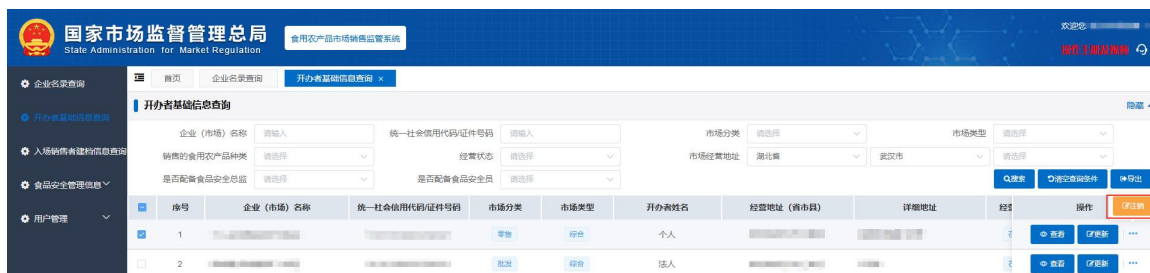 国家市场监督管理总局
State Administration for Market Regulation
食用农产品市场销售监管系统
欢迎您
操作手册及视频
企业名录查询
开办者基础信息查询
入场销售者建档信息查询
食品安全管理信息
用户管理
首页 企业名录查询 开办者基础信息查询 ×
开办者基础信息查询 隐藏
企业（市场）名称 请输入 统一社会信用代码/证件号码 请输入 市场分类 请选择 市场类型 请选择
销售的食用农产品种类 请选择 经营状态 请选择 市场经营地址 湖北省 武汉市 请选择
是否配备食品安全总监 请选择 是否配备食品安全员 请选择
搜索 清空查询条件 导出
序号 企业（市场）名称 统一社会信用代码/证件号码 市场分类 市场类型 开办者姓名 经营地址（省市县） 详细地址 经营 操作 注销
1 零售 综合 个人 查看 更新 ···
2 批发 综合 法人 查看 更新 ···